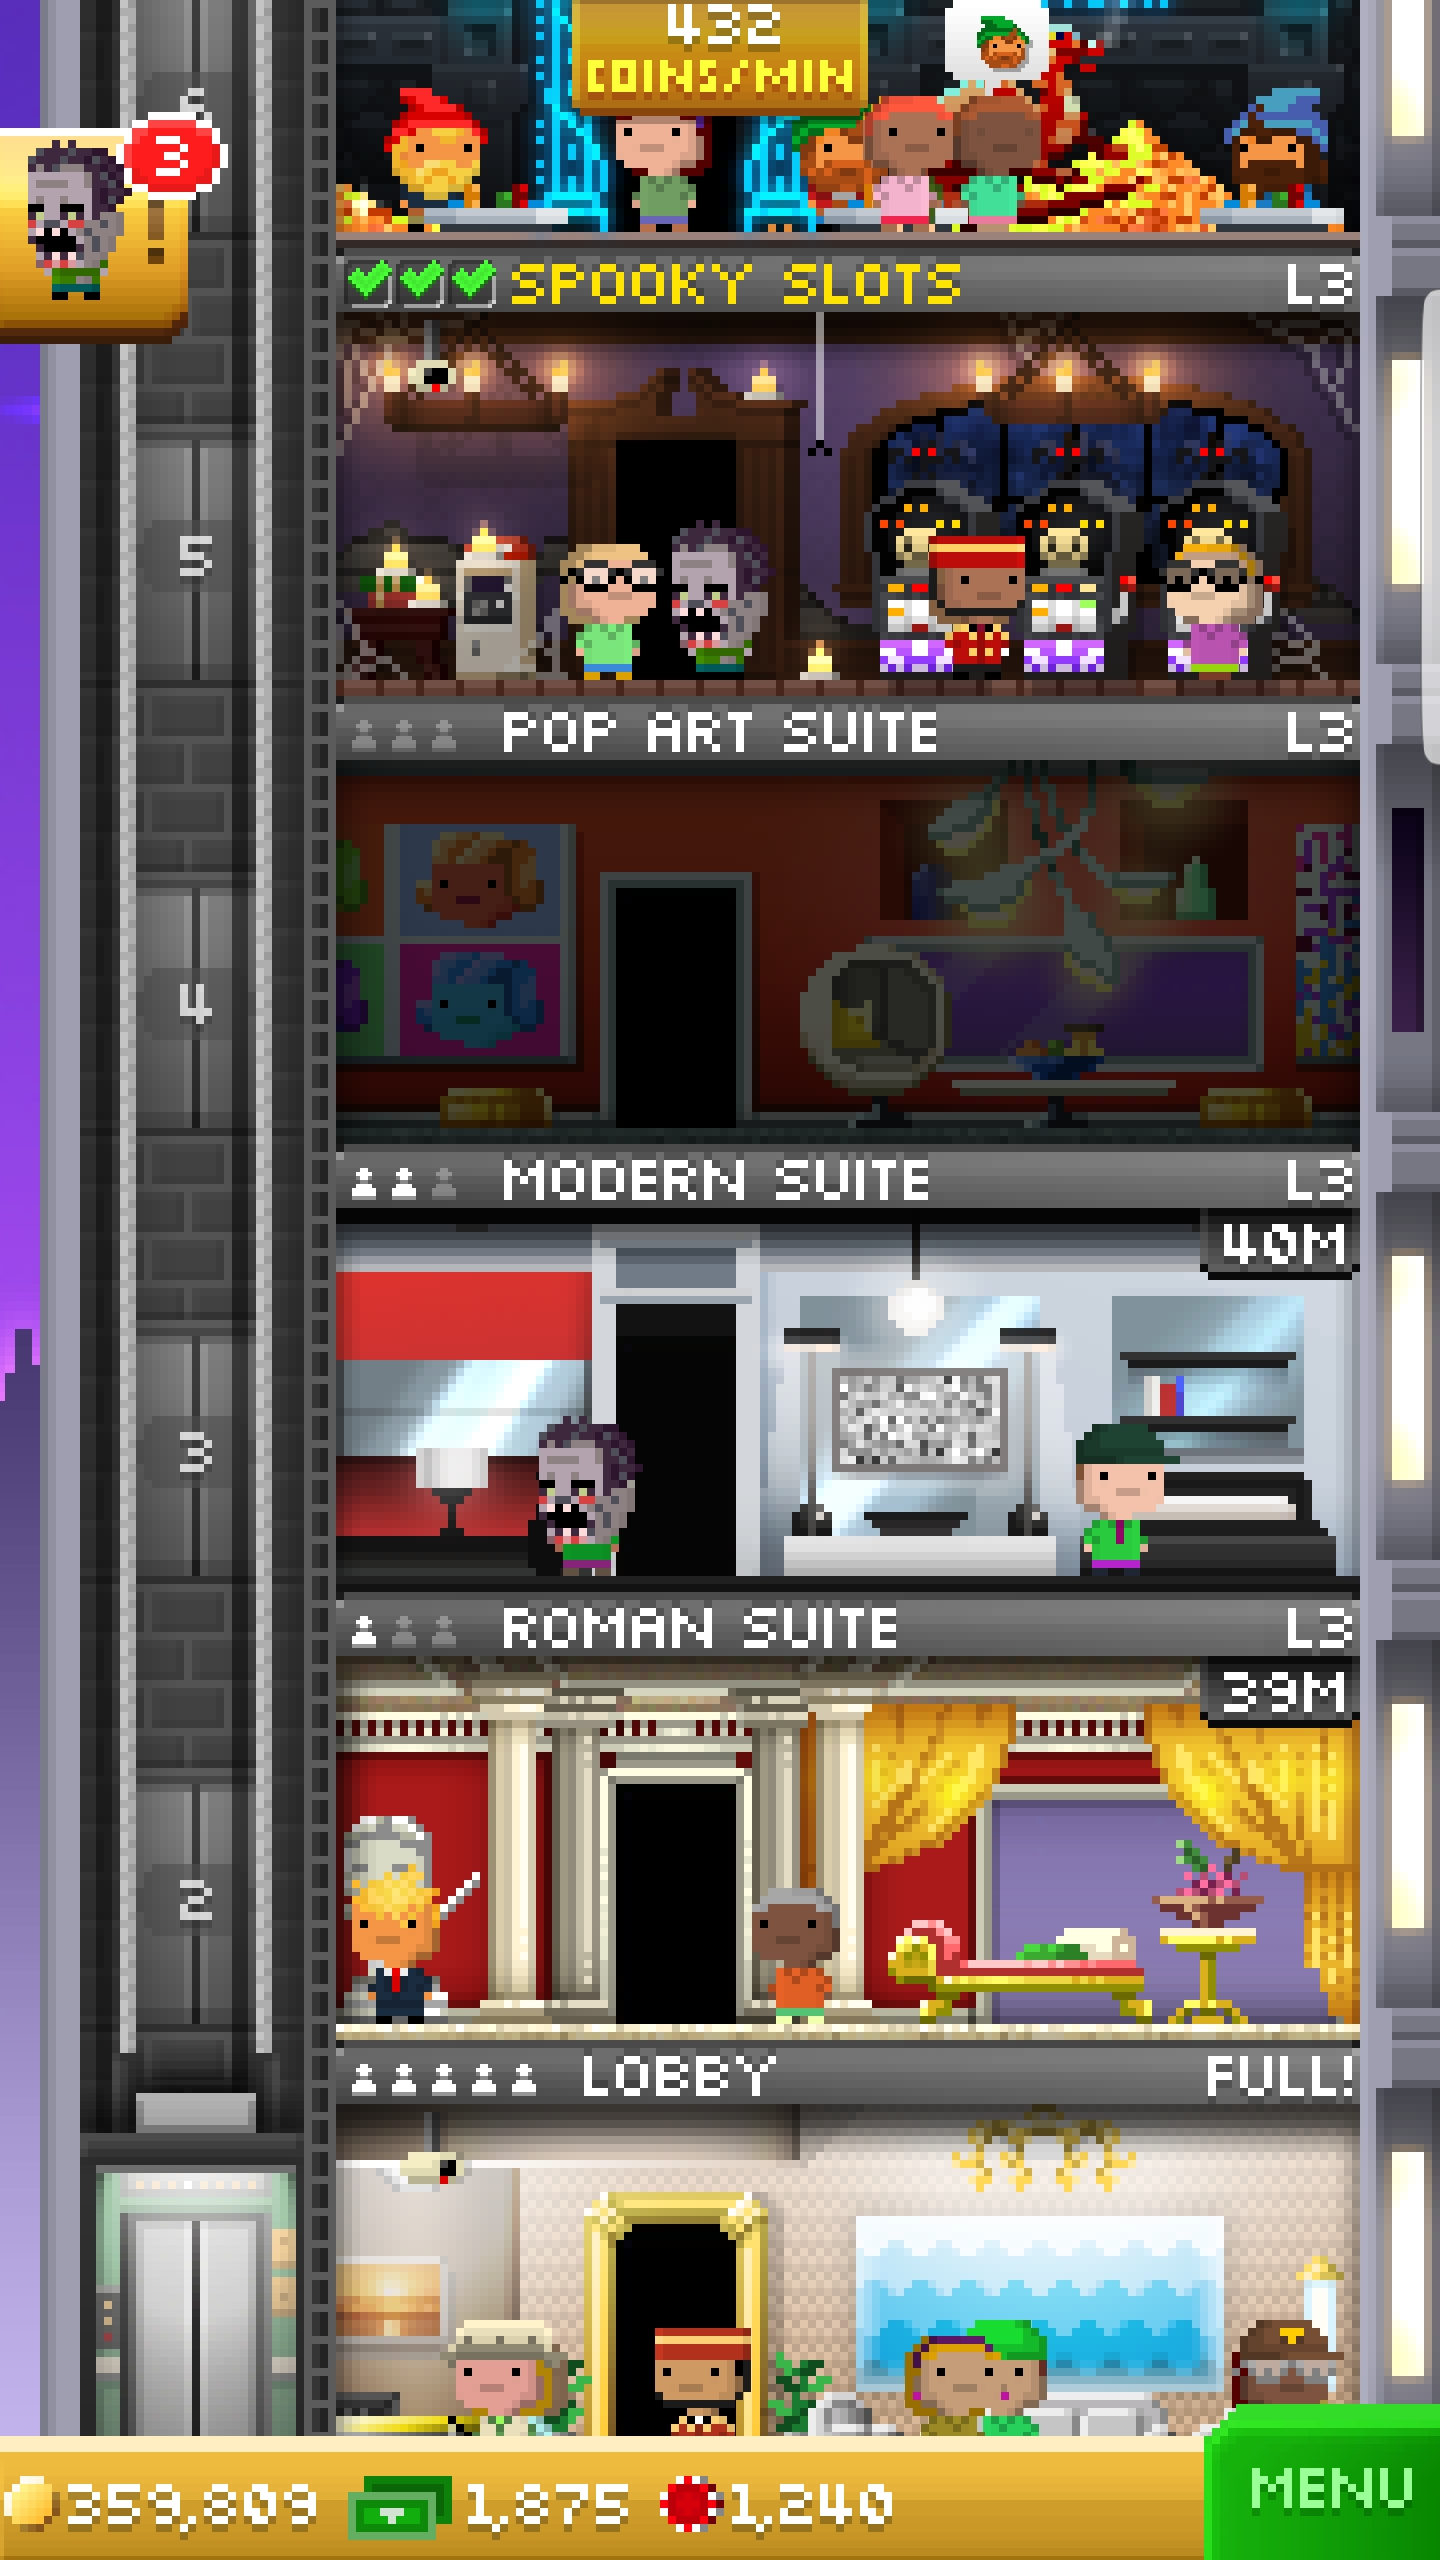 432
COINS/MIN
3
!
SPOOKY SLOTS L3
5
POP ART SUITE L3
4
MODERN SUITE L3
40M
3
ROMAN SUITE L3
39M
2
LOBBY FULL!
359,809 1,875 1,240 MENU